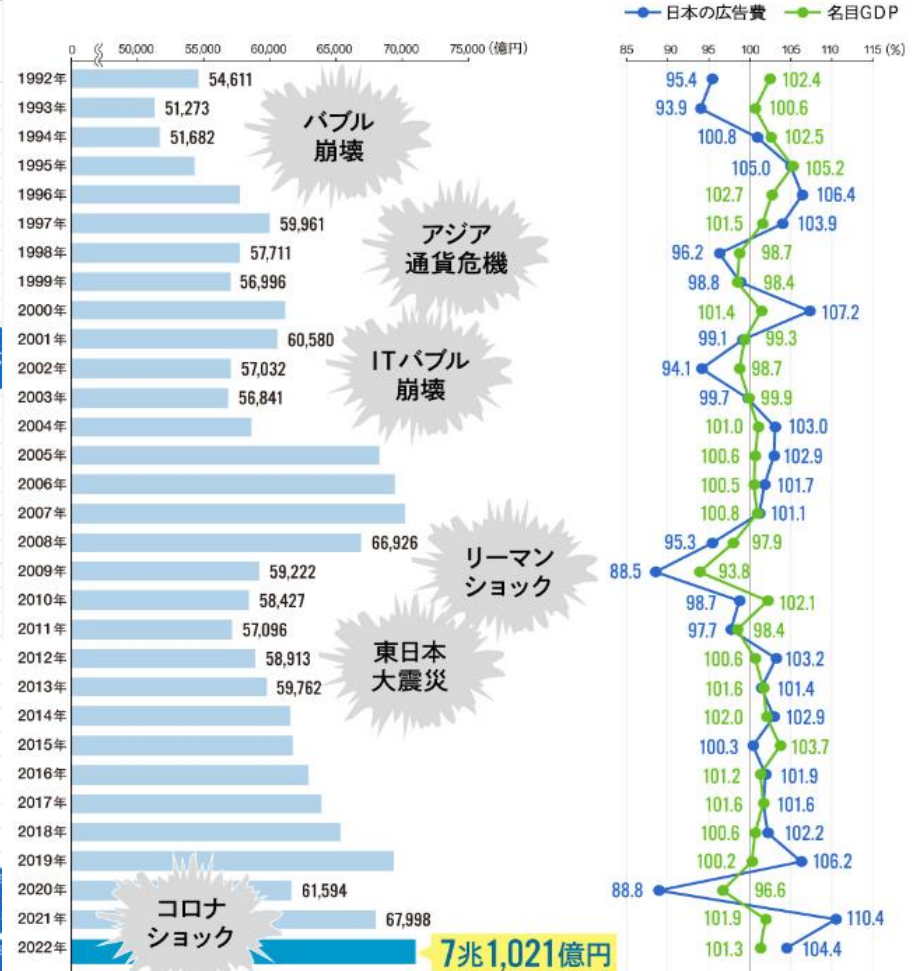 日本の広告費 名目GDP
0 50,000 55,000 60,000 65,000 70,000 75,000 (億円)
85 90 95 100 105 110 115 (%)
1992年 54,611 95.4 102.4
1993年 51,273 93.9 100.6
1994年 51,682 100.8 102.5
バブル
崩壊
1995年 105.0 105.2
1996年 102.7 106.4
1997年 59,961 101.5 103.9
1998年 57,711 96.2 98.7
アジア
通貨危機
1999年 56,996 98.8 98.4
2000年 101.4 107.2
2001年 60,580 99.1 99.3
2002年 57,032 94.1 98.7
ITバブル
崩壊
2003年 56,841 99.7 99.9
2004年 101.0 103.0
2005年 100.6 102.9
2006年 100.5 101.7
2007年 100.8 101.1
2008年 66,926 95.3 97.9
2009年 59,222 88.5 93.8
リーマン
ショック
2010年 58,427 98.7 102.1
2011年 57,096 97.7 98.4
2012年 58,913 100.6 103.2
東日本
大震災
2013年 59,762 101.6 101.4
2014年 102.0 102.9
2015年 100.3 103.7
2016年 101.2 101.9
2017年 101.6 101.6
2018年 100.6 102.2
2019年 100.2 106.2
2020年 61,594 88.8 96.6
コロナ
ショック
2021年 67,998 101.9 110.4
2022年 7兆1,021億円 101.3 104.4